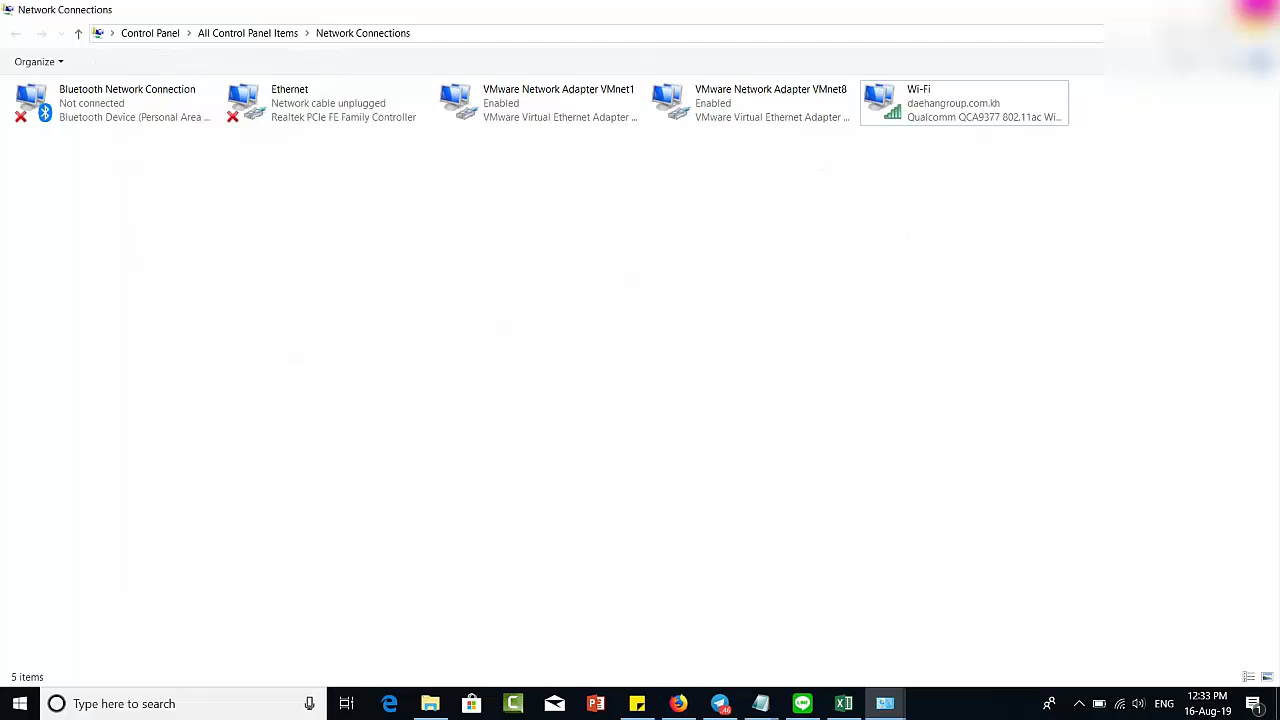 Network Connections
Control Panel > All Control Panel Items > Network Connections
Organize
Bluetooth Network Connection
Not connected
Bluetooth Device (Personal Area ...
Ethernet
Network cable unplugged
Realtek PCIe FE Family Controller
VMware Network Adapter VMnet1
Enabled
VMware Virtual Ethernet Adapter ...
VMware Network Adapter VMnet8
Enabled
VMware Virtual Ethernet Adapter ...
Wi-Fi
daehangroup.com.kh
Qualcomm QCA9377 802.11ac Wi...
5 items
Type here to search
ENG
12:33 PM
16-Aug-19